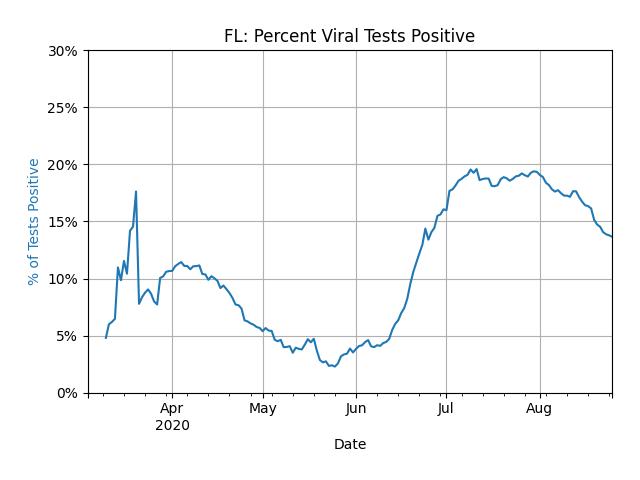 FL: Percent Viral Tests Positive
30%
25%
20%
15%
10%
5%
0%
% of Tests Positive
Apr
2020
May
Jun
Jul
Aug
Date